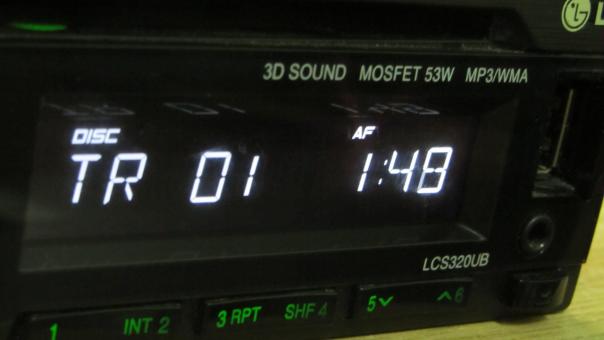 LG
3D SOUND MOSFET 53W MP3/WMA
DISC AF
TR 01 1:48
LCS320UB
1 INT 2 3 RPT SHF 4 5 6